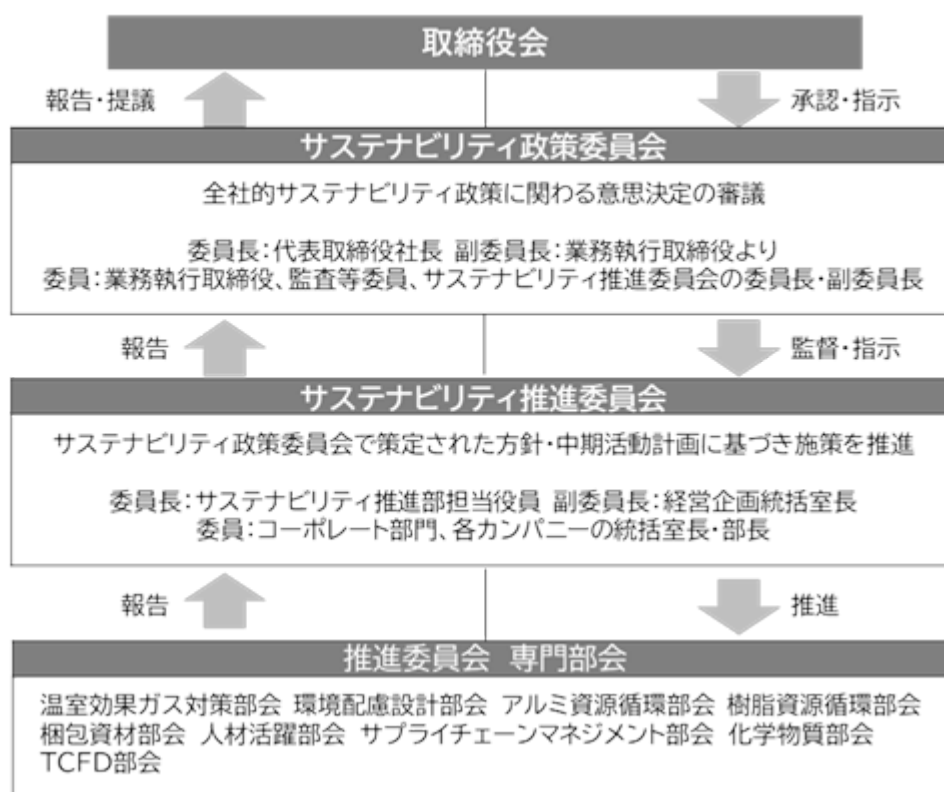 取締役会
報告・提議
承認・指示
サステナビリティ政策委員会
全社的サステナビリティ政策に関わる意思決定の審議
委員長：代表取締役社長 副委員長：業務執行取締役より
委員：業務執行取締役、監査等委員、サステナビリティ推進委員会の委員長・副委員長
報告
監督・指示
サステナビリティ推進委員会
サステナビリティ政策委員会で策定された方針・中期活動計画に基づき施策を推進
委員長：サステナビリティ推進部担当役員 副委員長：経営企画統括室長
委員：コーポレート部門、各カンパニーの統括室長・部長
報告
推進
推進委員会 専門部会
温室効果ガス対策部会 環境配慮設計部会 アルミ資源循環部会 樹脂資源循環部会
梱包資材部会 人材活躍部会 サプライチェーンマネジメント部会 化学物質部会
TCFD部会